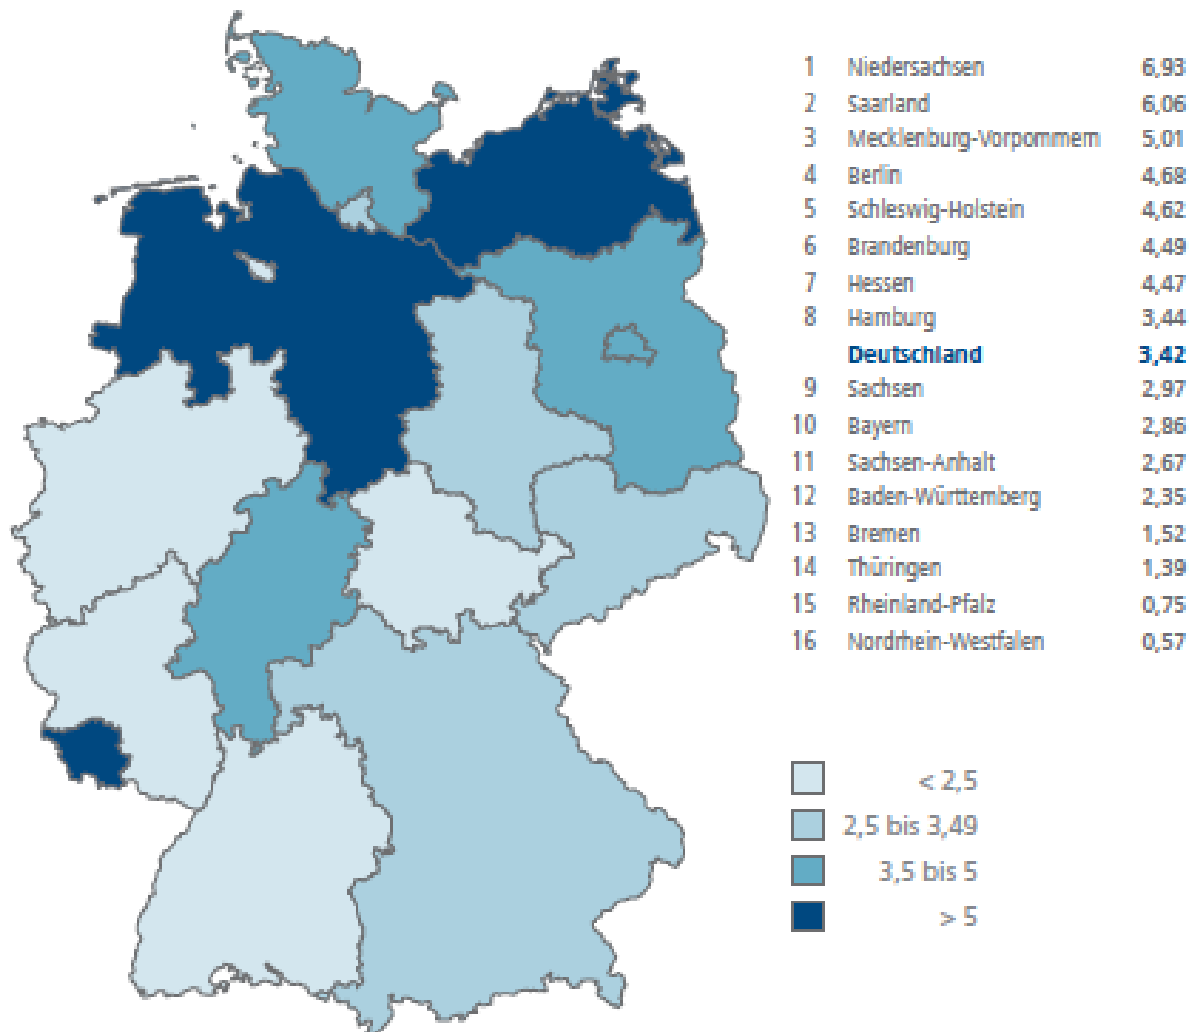 1 Niedersachsen 6,93
2 Saarland 6,06
3 Mecklenburg-Vorpommern 5,01
4 Berlin 4,68
5 Schleswig-Holstein 4,62
6 Brandenburg 4,49
7 Hessen 4,47
8 Hamburg 3,44
Deutschland 3,42
9 Sachsen 2,97
10 Bayern 2,86
11 Sachsen-Anhalt 2,67
12 Baden-Württemberg 2,35
13 Bremen 1,52
14 Thüringen 1,39
15 Rheinland-Pfalz 0,75
16 Nordrhein-Westfalen 0,57
< 2,5
2,5 bis 3,49
3,5 bis 5
> 5